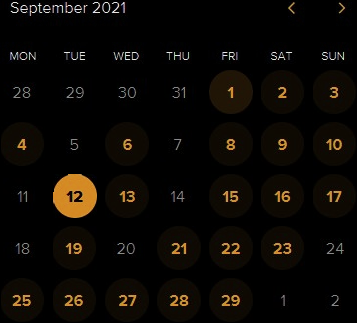 September 2021
MON TUE WED THU FRI SAT SUN
28 29 30 31 1 2 3
4 5 6 7 8 9 10
11 12 13 14 15 16 17
18 19 20 21 22 23 24
25 26 27 28 29 1 2